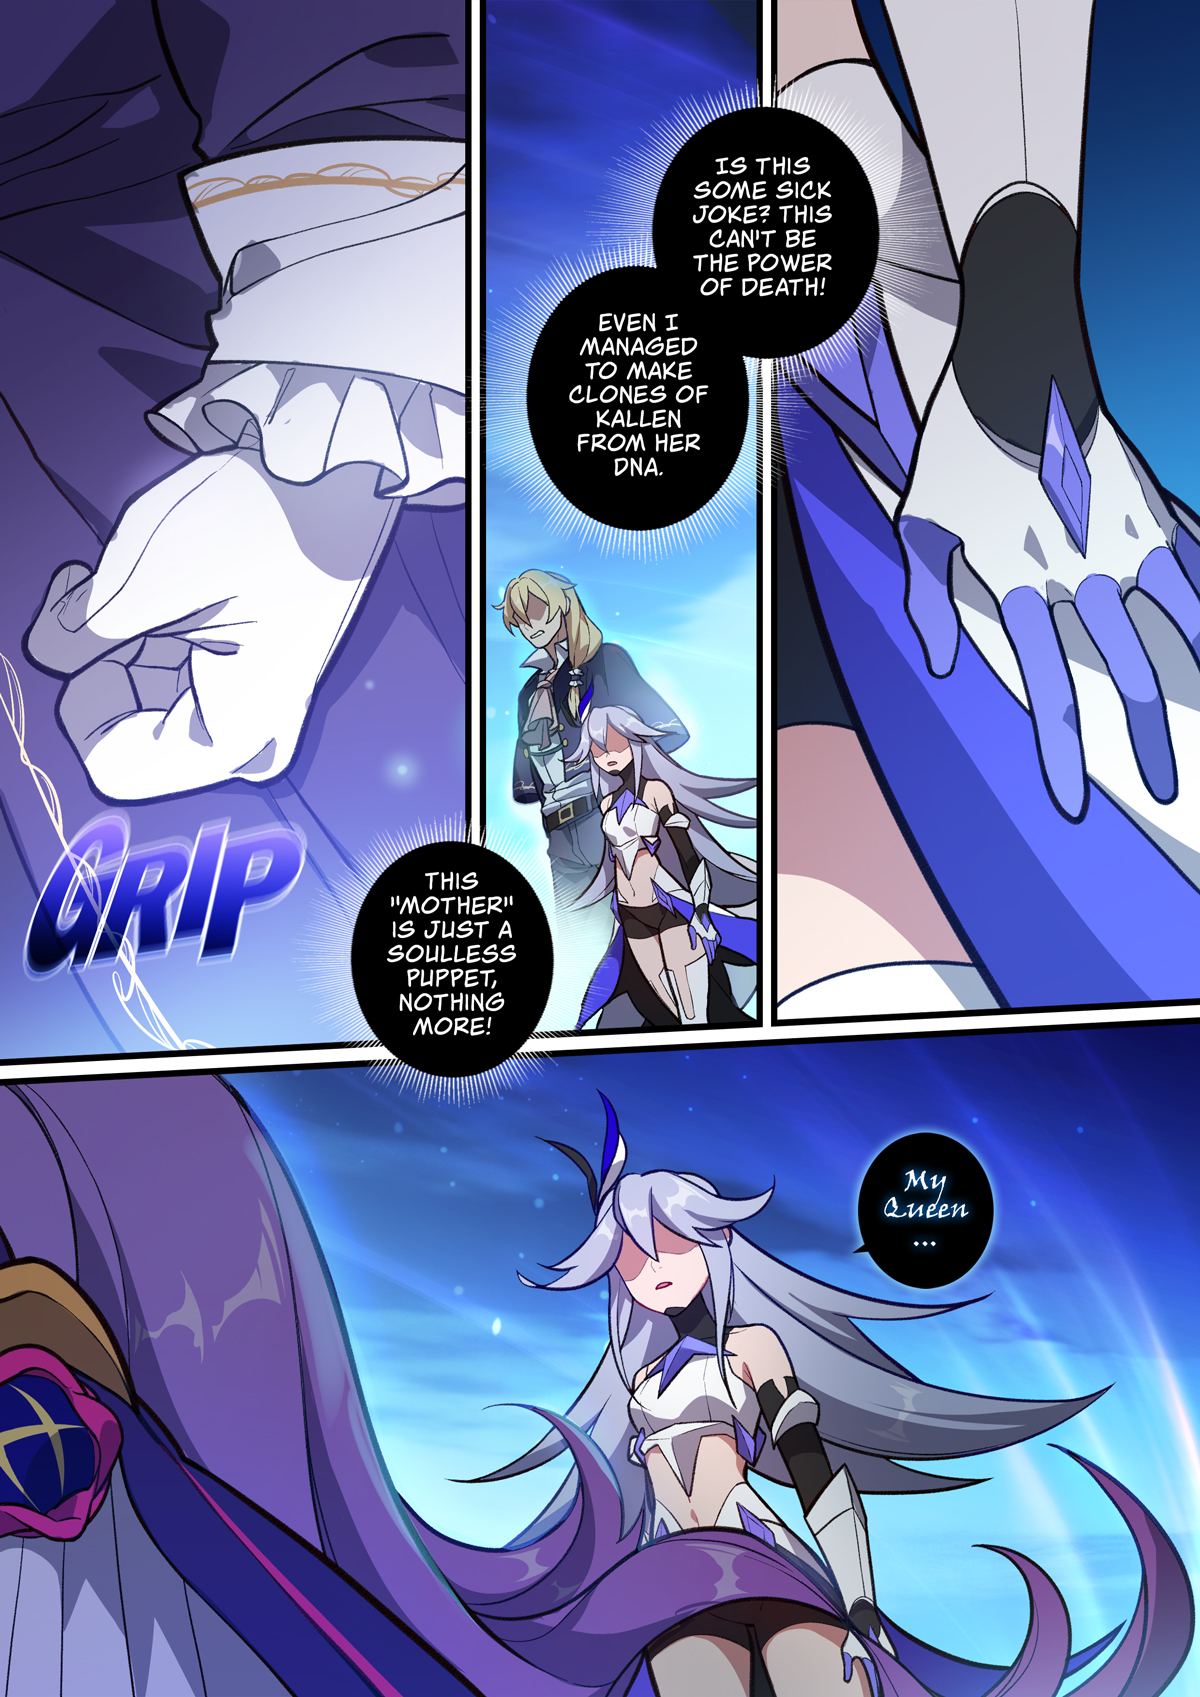 IS THIS
SOME SICK
JOKE? THIS
CAN'T BE
THE POWER
OF DEATH!
EVEN I
MANAGED
TO MAKE
CLONES OF
KALLEN
FROM HER
DNA.
GRIP
THIS
"MOTHER"
IS JUST A
SOULLESS
PUPPET,
NOTHING
MORE!
My
Queen
...